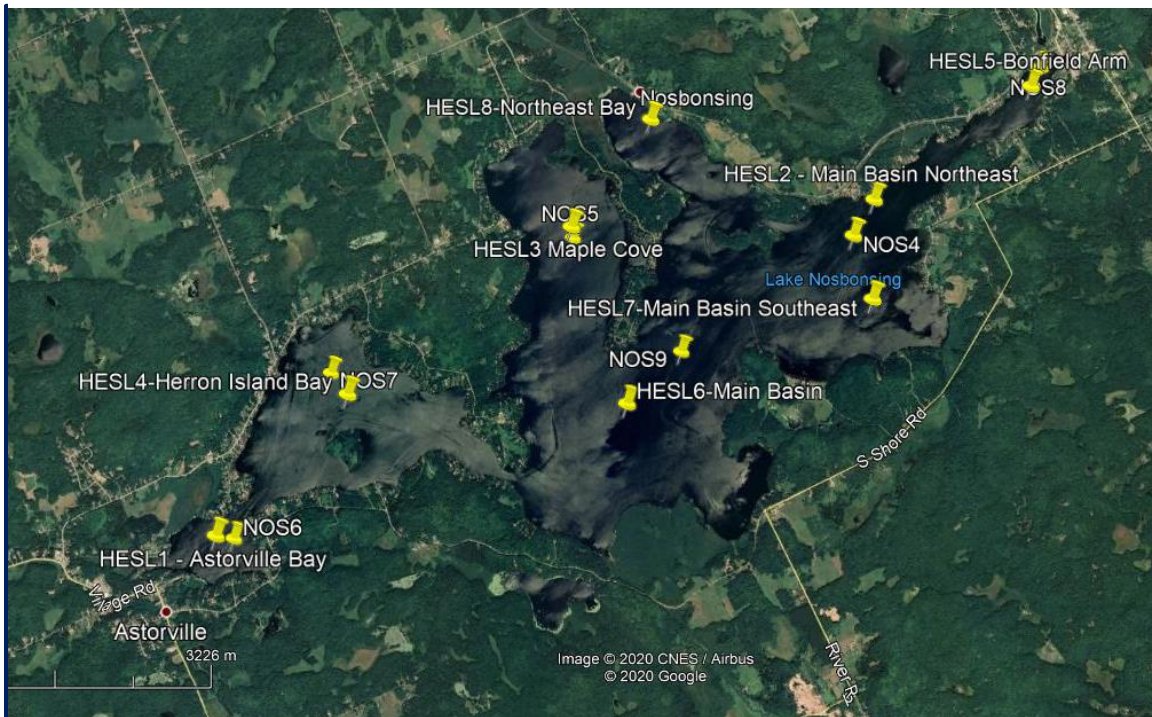 HESL5-Bonfield Arm
NOS8
Nosbonsing
HESL8-Northeast Bay
HESL2 - Main Basin Northeast
NOS5
HESL3 Maple Cove
NOS4
Lake Nosbonsing
HESL7-Main Basin Southeast
NOS9
HESL4-Herron Island Bay
NOS7
HESL6-Main Basin
S Shore Rd
NOS6
HESL1 - Astorville Bay
Village Rd
Astorville
3226 m
Image © 2020 CNES / Airbus
© 2020 Google